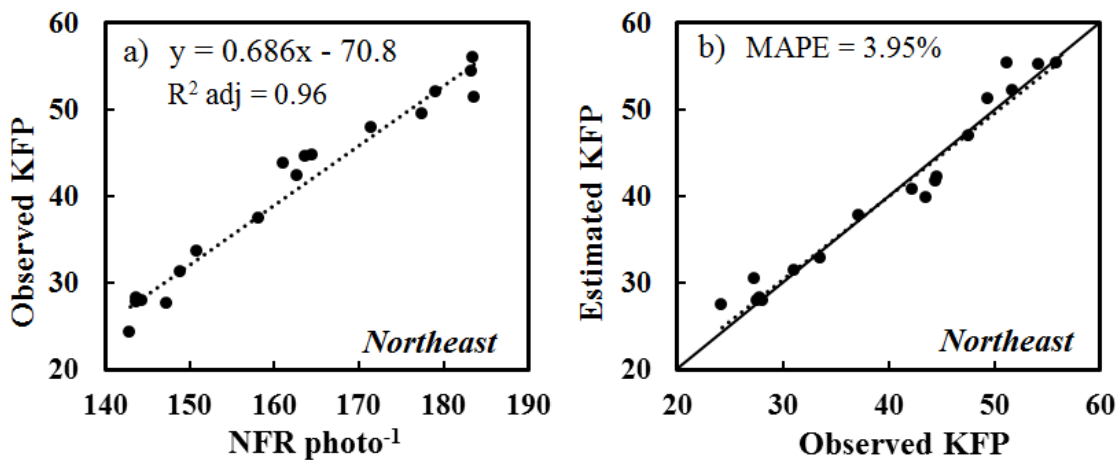 a) y = 0.686x - 70.8
R² adj = 0.96
60
50
40
30
20
Observed KFP
Northeast
140 150 160 170 180 190
NFR photo⁻¹
b) MAPE = 3.95%
60
50
40
30
20
Estimated KFP
Northeast
20 30 40 50 60
Observed KFP